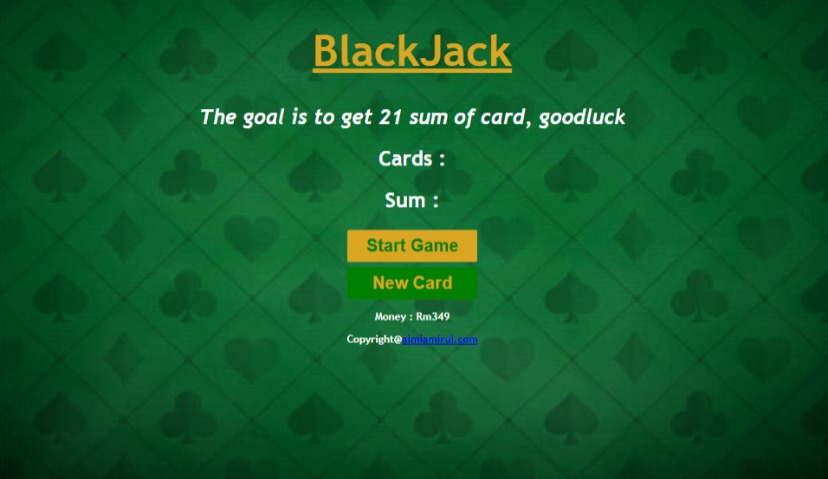 BlackJack
The goal is to get 21 sum of card, goodluck
Cards :
Sum :
Start Game
New Card
Money : Rm349
Copyright@